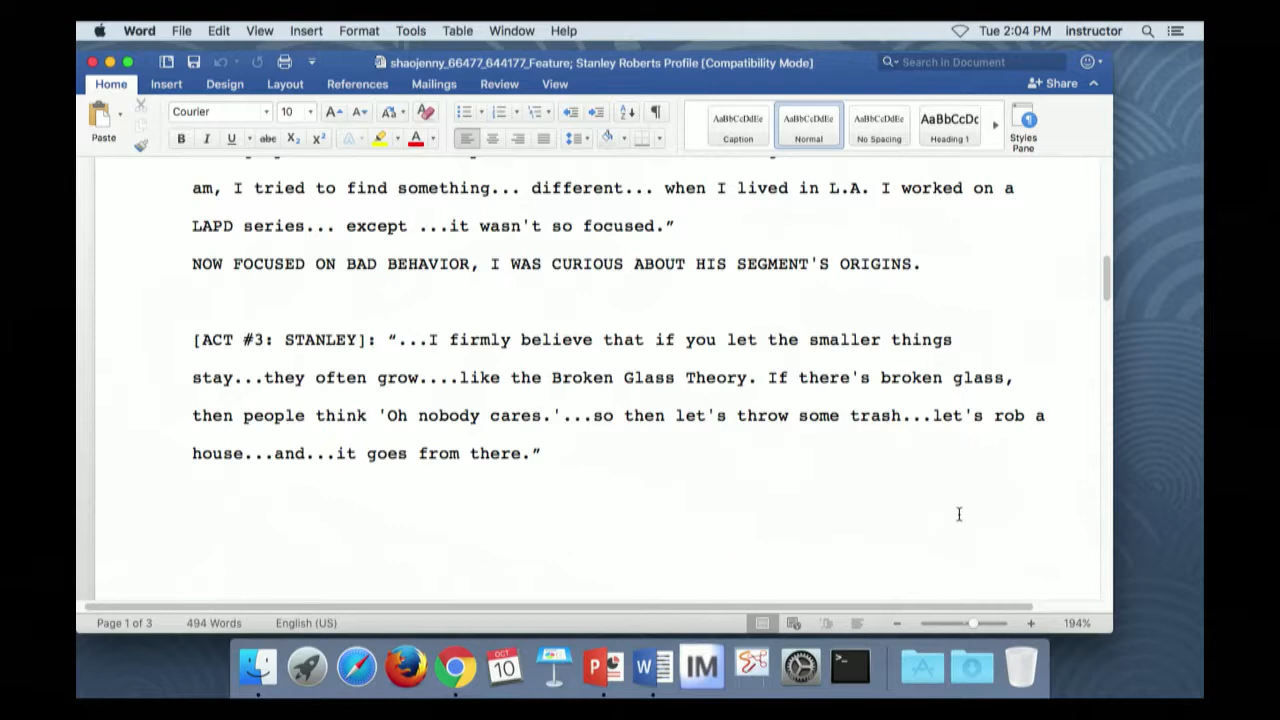 Word File Edit View Insert Format Tools Table Window Help Tue 2:04 PM instructor
shaojenny_66477_644177_Feature; Stanley Roberts Profile [Compatibility Mode] Search in Document
Home Insert Design Layout References Mailings Review View Share
Paste Courier 10 AaBbCcDdEe AaBbCcDdEe AaBbCcDdEe AaBbCcDc
Caption Normal No Spacing Heading 1 Styles Pane
am, I tried to find something... different... when I lived in L.A. I worked on a
LAPD series... except ...it wasn't so focused.”
NOW FOCUSED ON BAD BEHAVIOR, I WAS CURIOUS ABOUT HIS SEGMENT'S ORIGINS.
[ACT #3: STANLEY]: “...I firmly believe that if you let the smaller things
stay...they often grow....like the Broken Glass Theory. If there's broken glass,
then people think 'Oh nobody cares.'...so then let's throw some trash...let's rob a
house...and...it goes from there.”
Page 1 of 3 494 Words English (US) 194%
OCT
10
IM